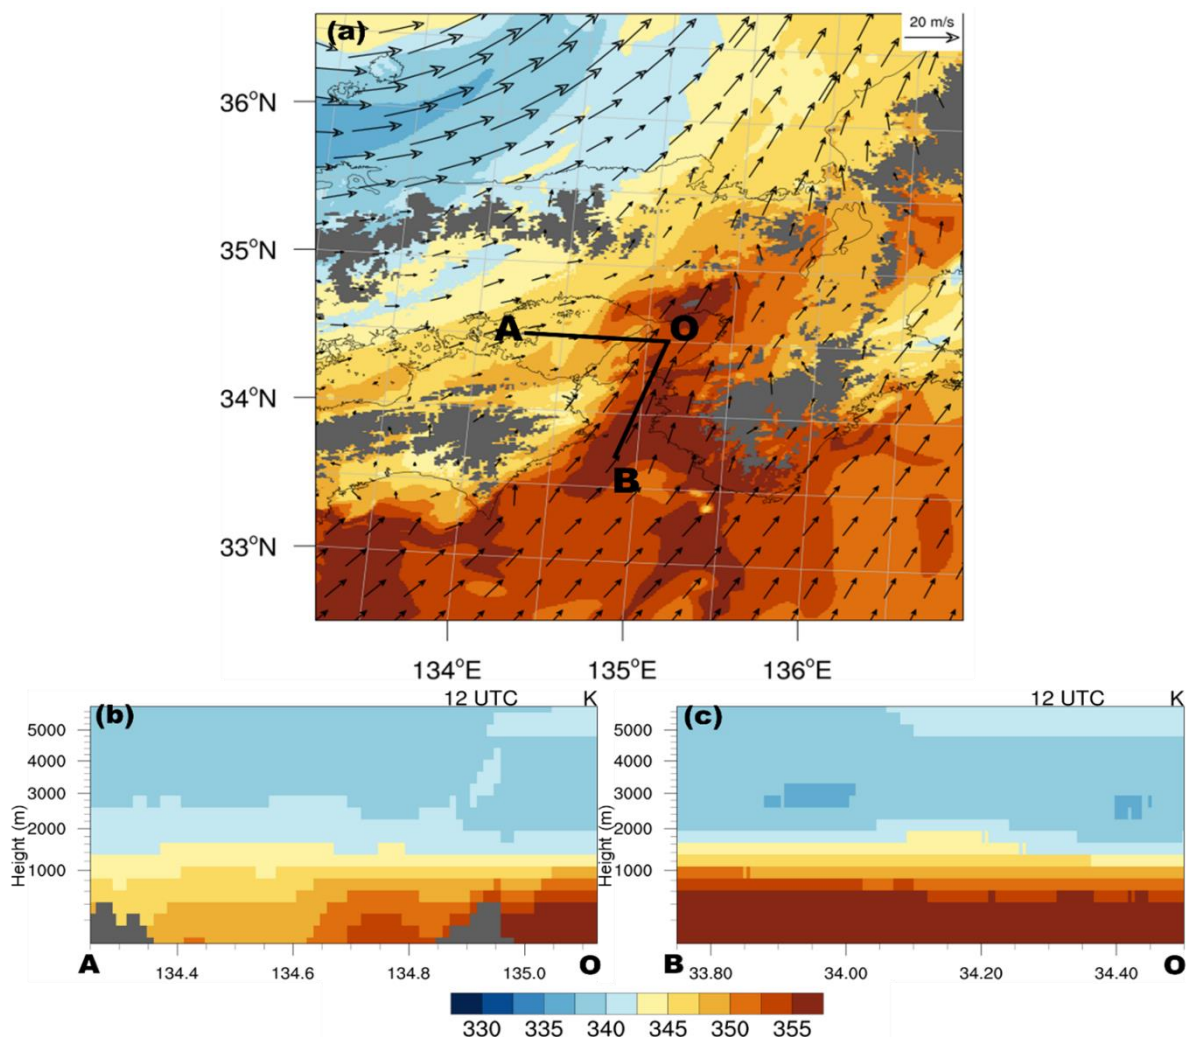 (a)
20 m/s
36°N
35°N
34°N
33°N
A
O
B
134°E
135°E
136°E
(b)
12 UTC
K
5000
4000
3000
2000
1000
Height (m)
A
134.4
134.6
134.8
135.0
O
(c)
12 UTC
K
5000
4000
3000
2000
1000
Height (m)
B
33.80
34.00
34.20
34.40
O
330 335 340 345 350 355